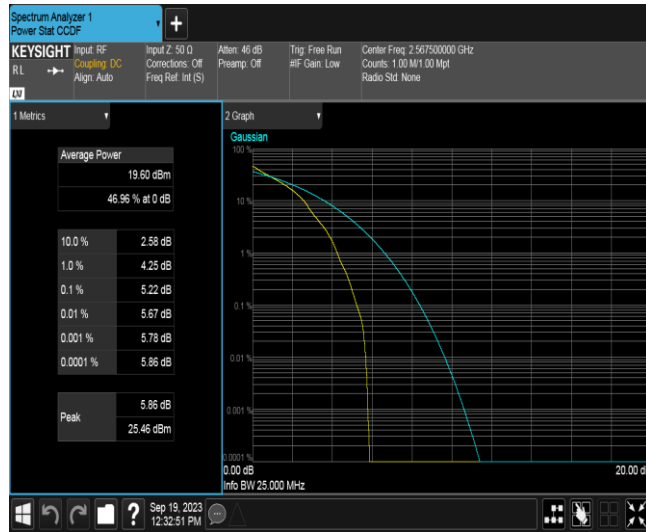 Spectrum Analyzer 1
Power Stat CCDF
+
KEYSIGHT
RL
LXI
Input: RF
Coupling: DC
Align: Auto
Input Z: 50 Ω
Corrections: Off
Freq Ref: Int (S)
Atten: 46 dB
Preamp: Off
Trig: Free Run
#IF Gain: Low
Center Freq: 2.567500000 GHz
Counts: 1.00 M/1.00 Mpt
Radio Std: None
1 Metrics
Average Power
19.60 dBm
46.96 % at 0 dB
10.0 % 2.58 dB
1.0 % 4.25 dB
0.1 % 5.22 dB
0.01 % 5.67 dB
0.001 % 5.78 dB
0.0001 % 5.86 dB
Peak
5.86 dB
25.46 dBm
2 Graph
Gaussian
100 %
10 %
1 %
0.1 %
0.01 %
0.001 %
0.0001 %
0.00 dB
20.00 d
Info BW 25.000 MHz
?
Sep 19, 2023
12:32:51 PM